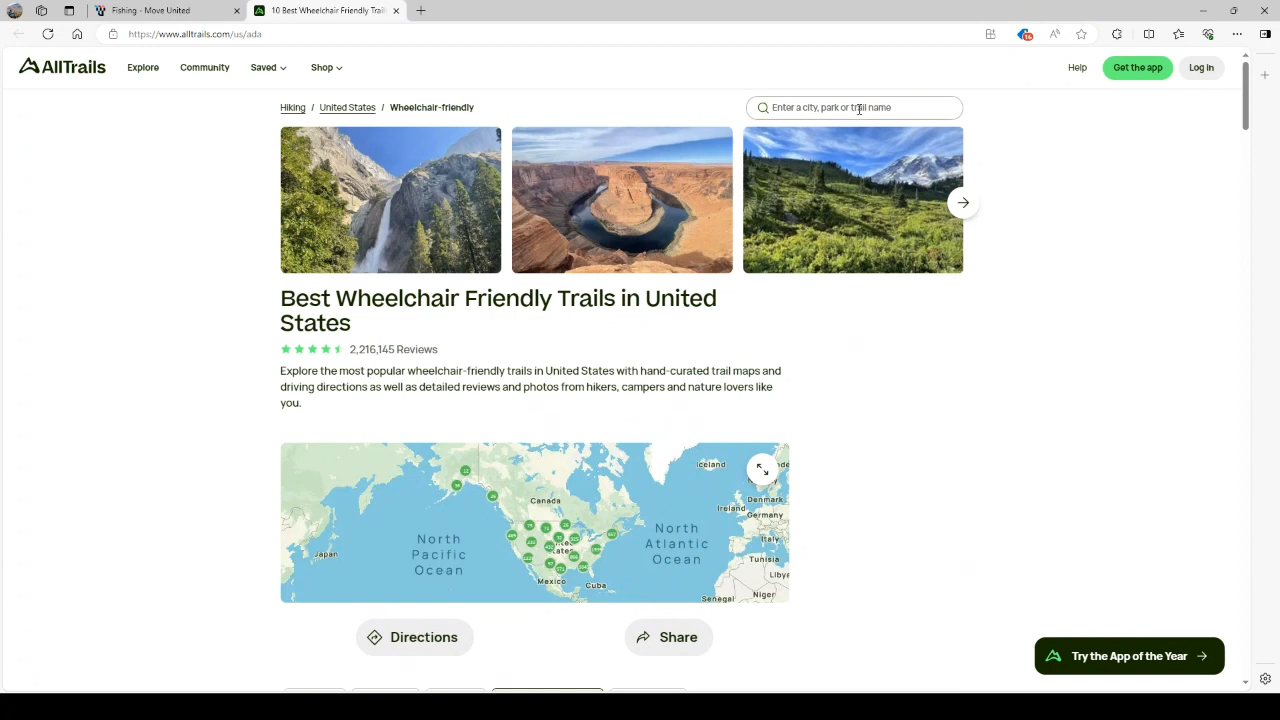 Fishing - Move United
10 Best Wheelchair Friendly Trail
https://www.alltrails.com/us/ada
16
AllTrails
Explore
Community
Saved
Shop
Help
Get the app
Log in
Hiking / United States / Wheelchair-friendly
Enter a city, park or trail name
Best Wheelchair Friendly Trails in United
States
2,216,145 Reviews
Explore the most popular wheelchair-friendly trails in United States with hand-curated trail maps and
driving directions as well as detailed reviews and photos from hikers, campers and nature lovers like
you.
Iceland
Norway
Denmark
Ireland
Germany
Canada
Italy
North
Pacific
Ocean
North
Atlantic
Ocean
Japan
Tunisia
Mexico
Cuba
Libya
Senegal
Niger
Directions
Share
Try the App of the Year